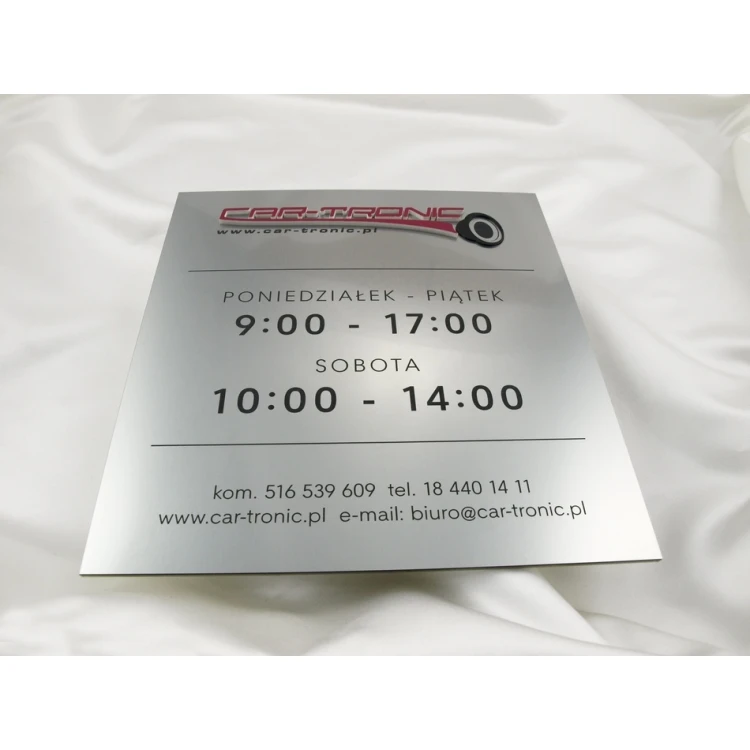 CAR-TRONIC
www.car-tronic.pl
PONIEDZIAŁEK - PIĄTEK
9:00 - 17:00
SOBOTA
10:00 - 14:00
kom. 516 539 609 tel. 18 440 14 11
www.car-tronic.pl e-mail: biuro@car-tronic.pl